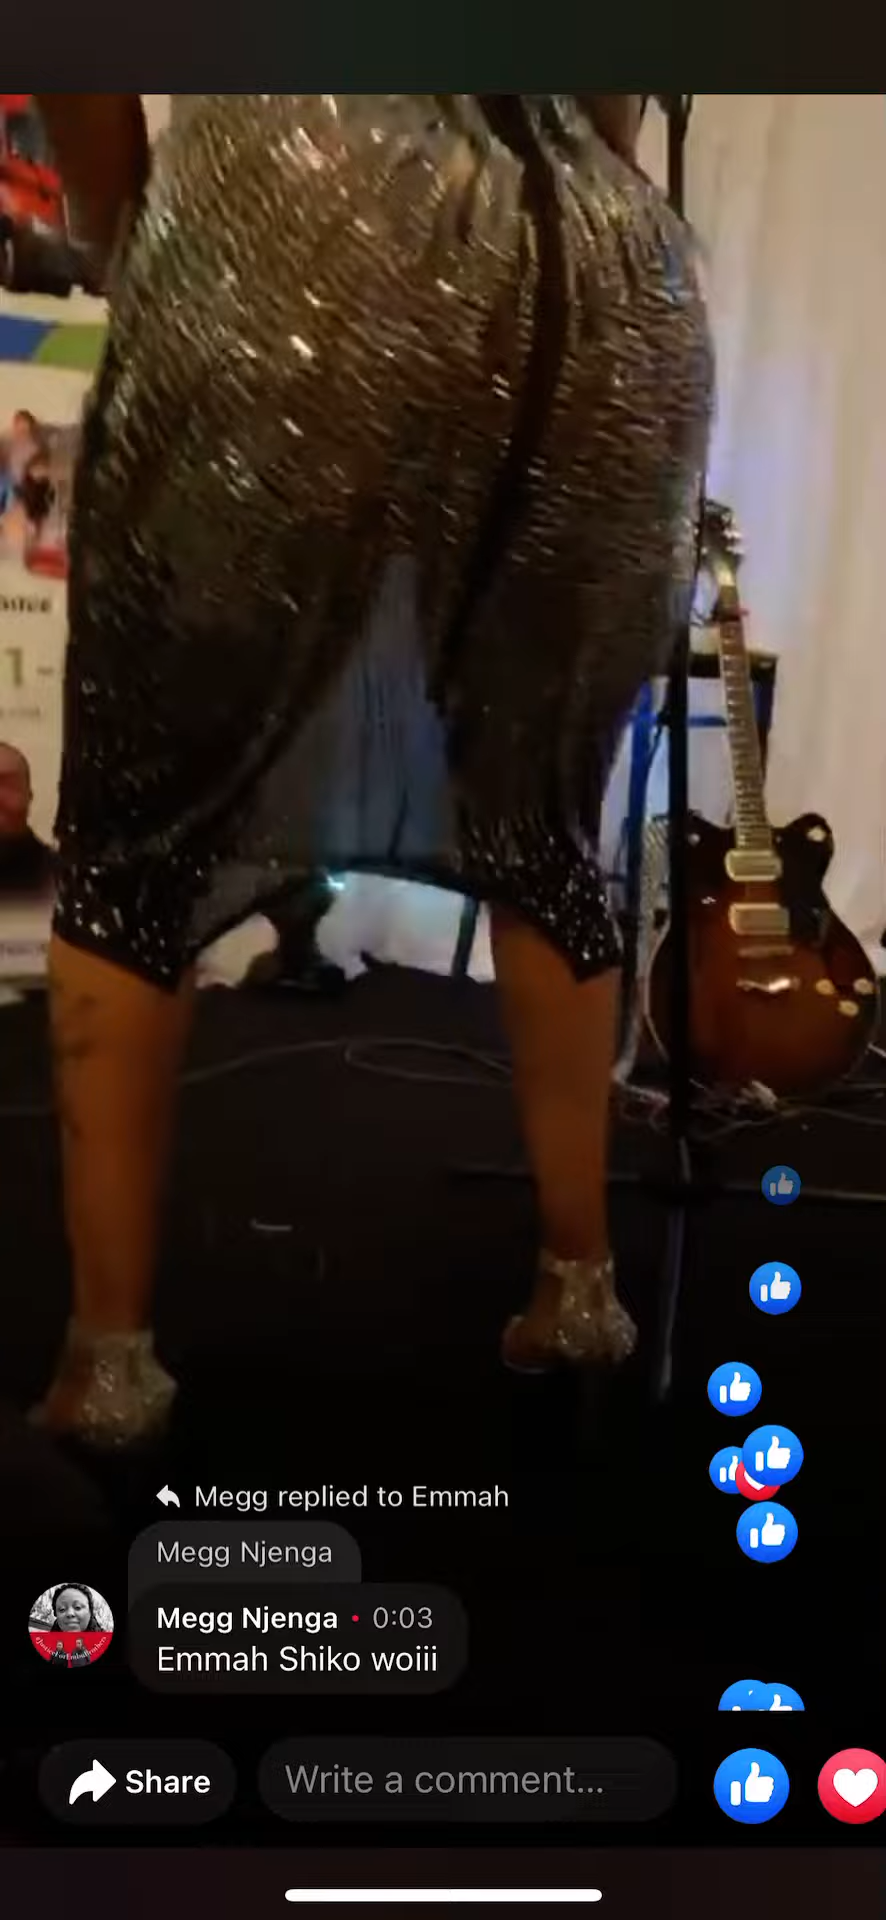 Megg replied to Emmah
Megg Njenga
Megg Njenga • 0:03
Emmah Shiko woiii
Share
Write a comment...